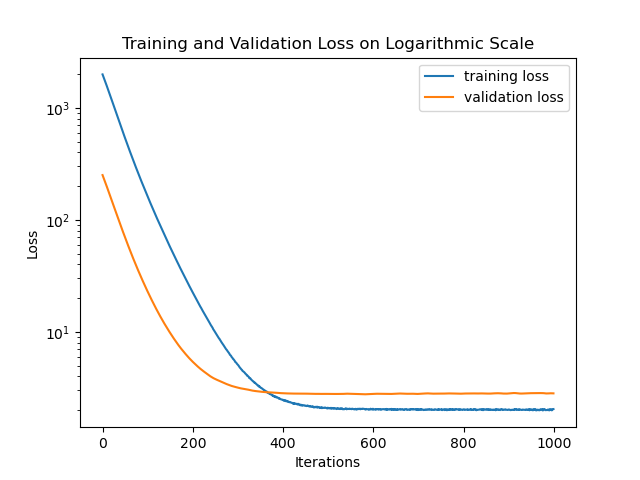 Training and Validation Loss on Logarithmic Scale
training loss
validation loss
10³
10²
10¹
Loss
0 200 400 600 800 1000
Iterations